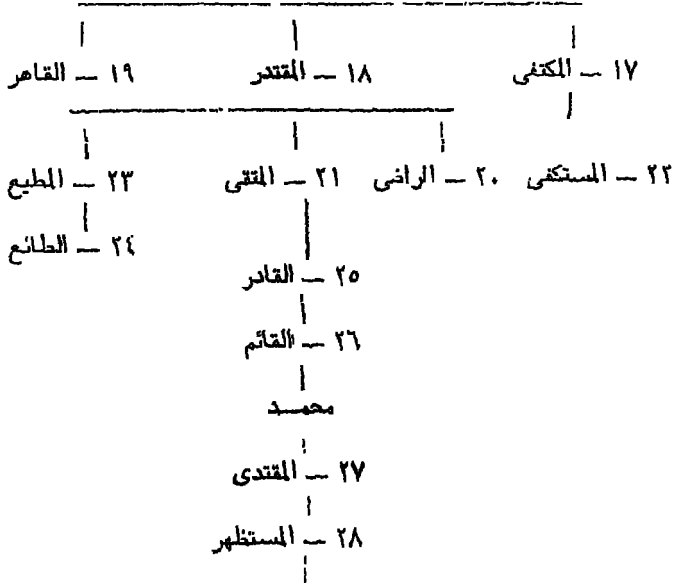 ١٧ — المكتفى ١٨ — المقتدر ١٩ — القاهر
٢٢ — المستكفى ٢٠ — الراضى ٢١ — المتقى ٢٣ — المطيع
٢٤ — الطائع
٢٥ — القادر
٢٦ — القائم
محمد
٢٧ — المقتدى
٢٨ — المستظهر